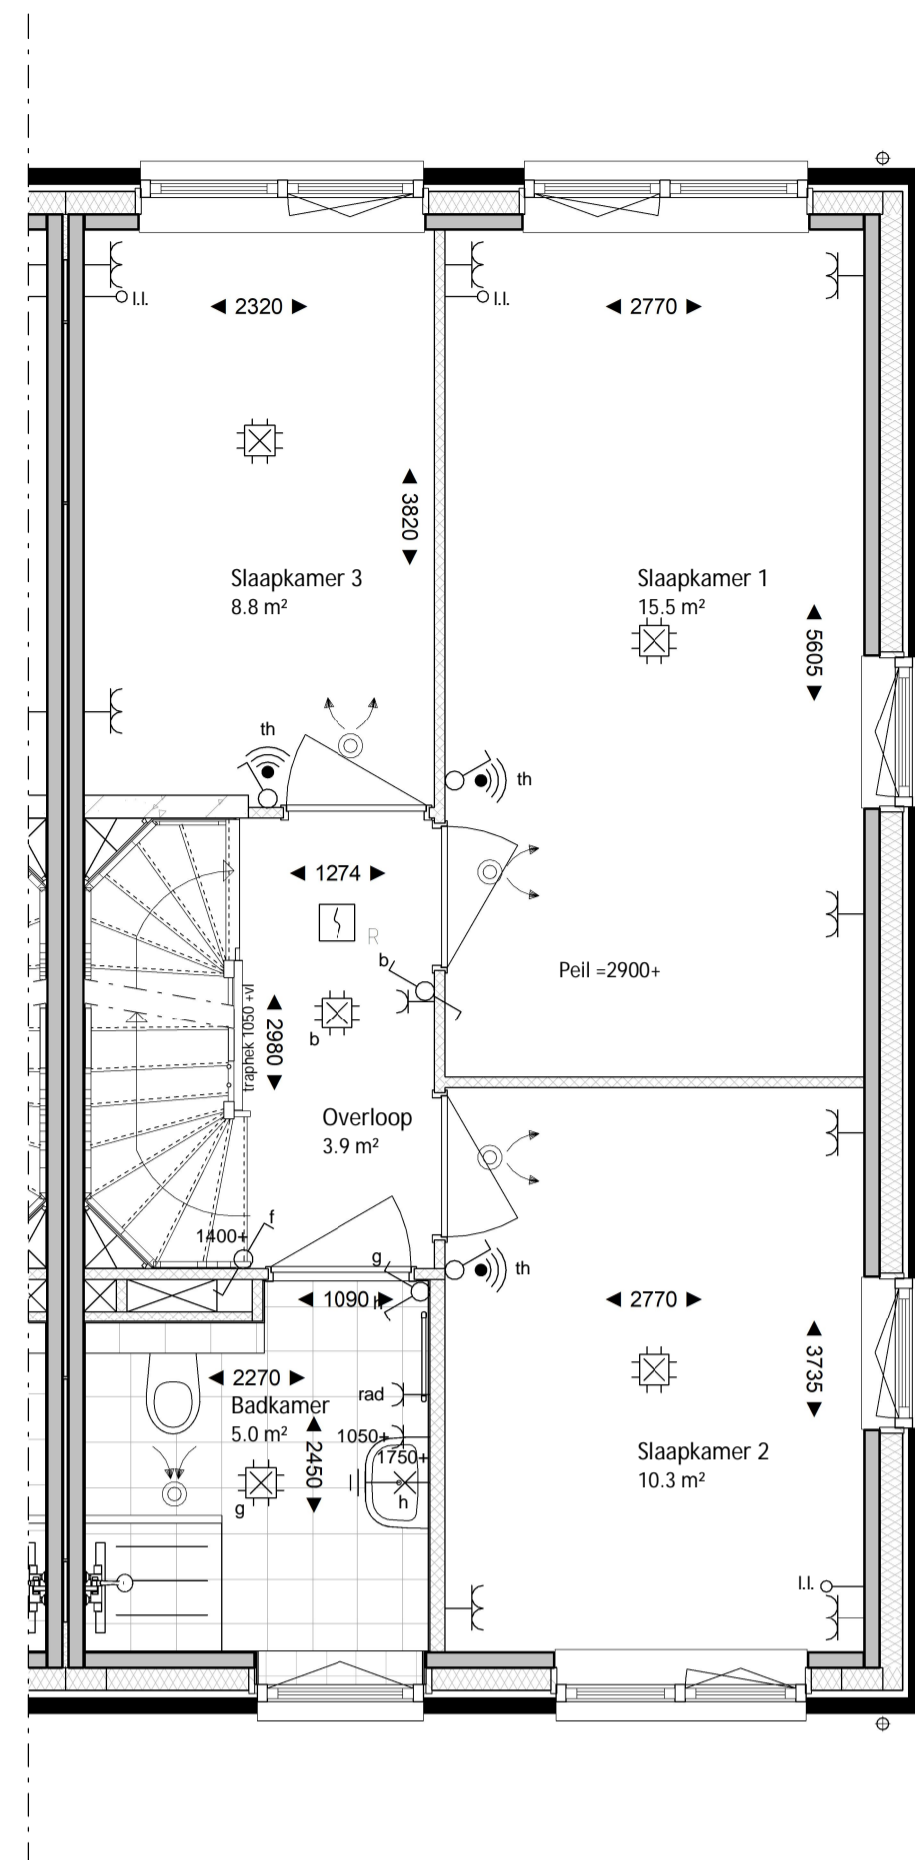 l.l.
2320
l.l.
2770
3820
Slaapkamer 3
8.8 m²
Slaapkamer 1
15.5 m²
5605
th
th
1274
R
b
Peil =2900+
b
traphek 1050 +vl
2980
Overloop
3.9 m²
f
1400+
g
h
th
1090
2770
2270
3735
Badkamer
5.0 m²
rad
1050+
2450
1750+
Slaapkamer 2
10.3 m²
g
h
l.l.